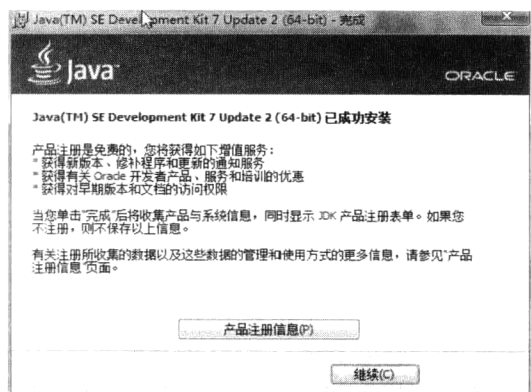 Java(TM) SE Development Kit 7 Update 2 (64-bit) - 完成
Java™
ORACLE
Java(TM) SE Development Kit 7 Update 2 (64-bit) 已成功安装
产品注册是免费的，您将获得如下增值服务：
* 获得新版本、修补程序和更新的通知服务
* 获得有关 Oracle 开发者产品、服务和培训的优惠
* 获得对早期版本和文档的访问权限
当您单击“完成”后将收集产品与系统信息，同时显示 JDK 产品注册表单。如果您
不注册，则不保存以上信息。
有关注册所收集的数据以及这些数据的管理和使用方式的更多信息，请参见“产品
注册信息”页面。
产品注册信息(P)
继续(C)